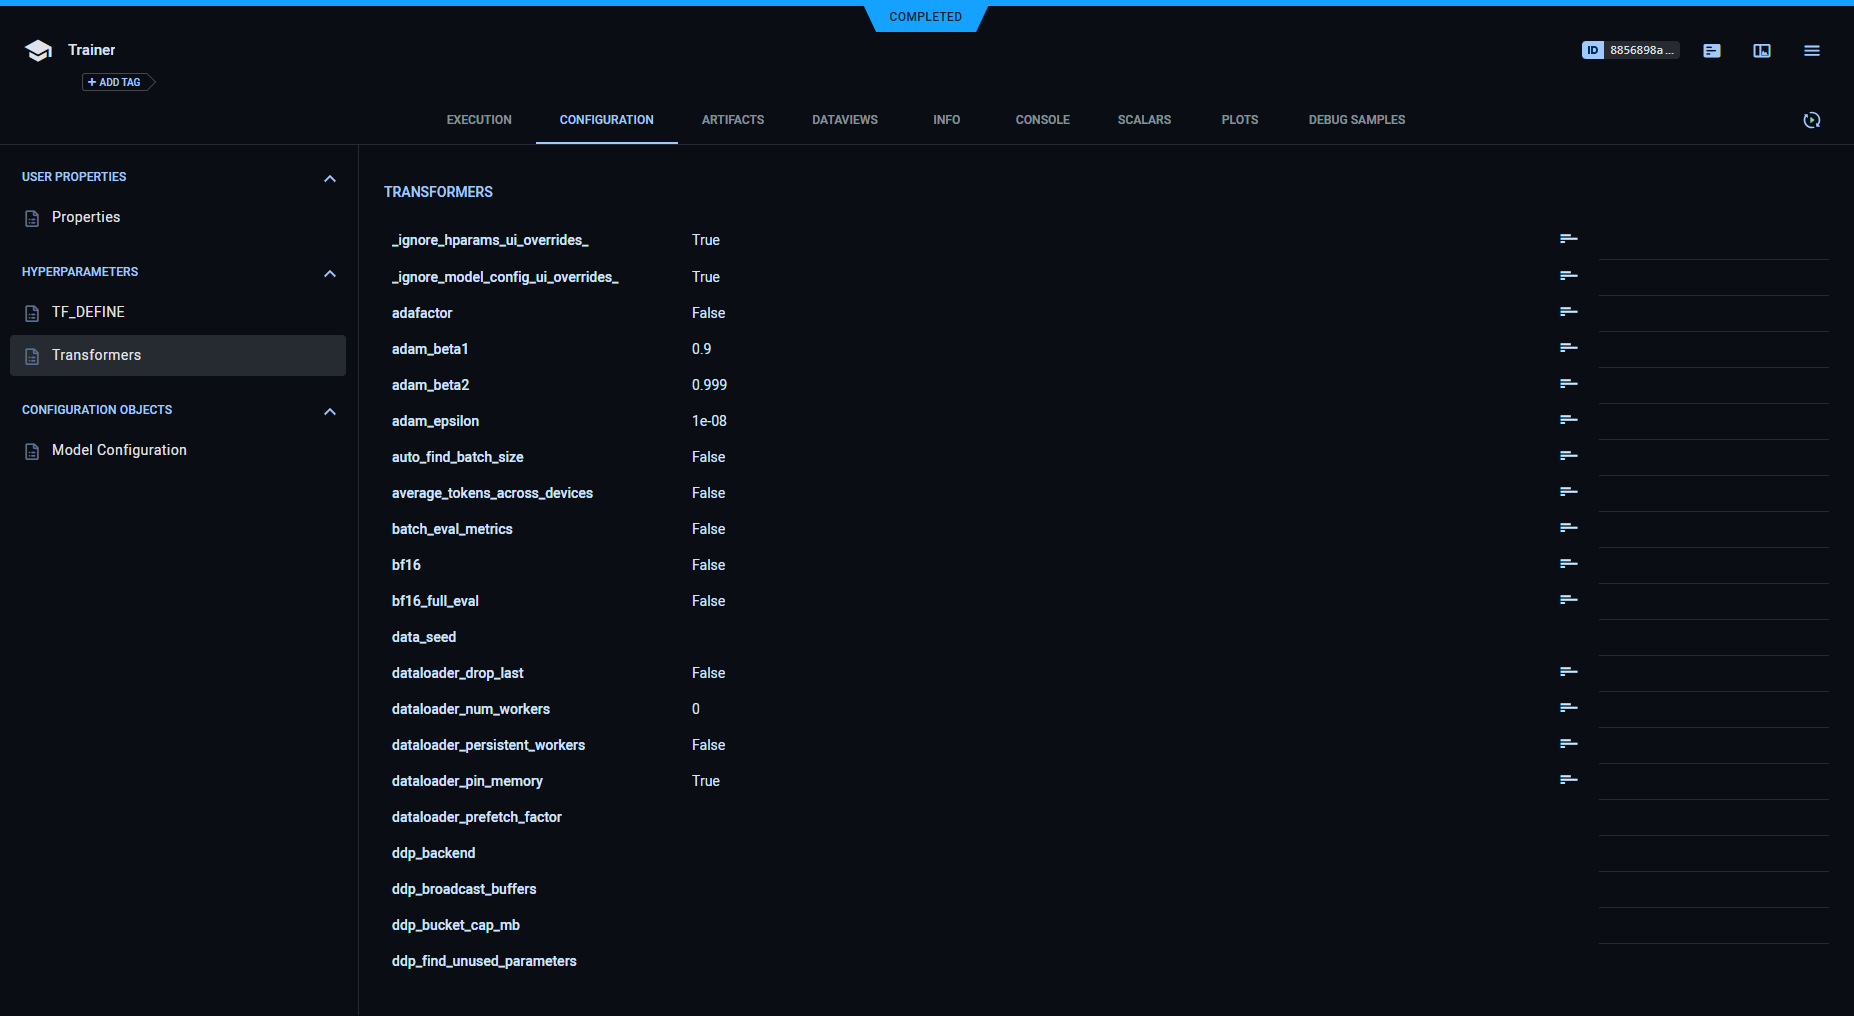 COMPLETED
Trainer
ID 8856898a ...
+ ADD TAG
EXECUTION CONFIGURATION ARTIFACTS DATAVIEWS INFO CONSOLE SCALARS PLOTS DEBUG SAMPLES
USER PROPERTIES
Properties
HYPERPARAMETERS
TF_DEFINE
Transformers
CONFIGURATION OBJECTS
Model Configuration
TRANSFORMERS
_ignore_hparams_ui_overrides_ True
_ignore_model_config_ui_overrides_ True
adafactor False
adam_beta1 0.9
adam_beta2 0.999
adam_epsilon 1e-08
auto_find_batch_size False
average_tokens_across_devices False
batch_eval_metrics False
bf16 False
bf16_full_eval False
data_seed
dataloader_drop_last False
dataloader_num_workers 0
dataloader_persistent_workers False
dataloader_pin_memory True
dataloader_prefetch_factor
ddp_backend
ddp_broadcast_buffers
ddp_bucket_cap_mb
ddp_find_unused_parameters